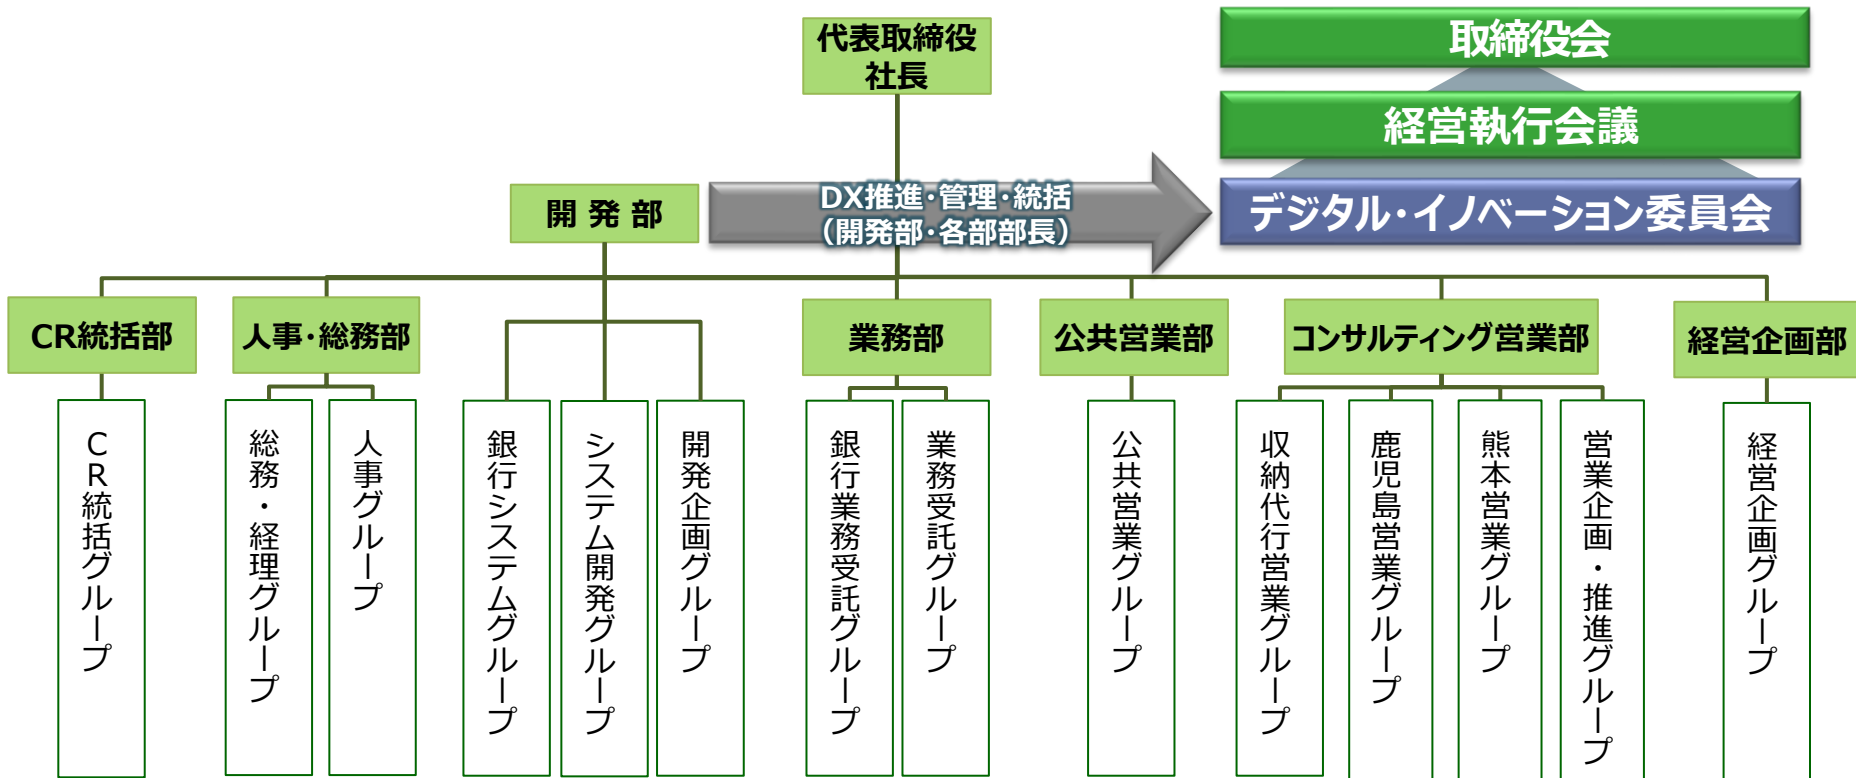 代表取締役
社長
取締役会
経営執行会議
デジタル・イノベーション委員会
開発部
DX推進・管理・統括
（開発部・各部部長）
CR統括部
人事・総務部
業務部
公共営業部
コンサルティング営業部
経営企画部
CR統括グループ
総務・経理グループ
人事グループ
銀行システムグループ
システム開発グループ
開発企画グループ
銀行業務受託グループ
業務受託グループ
公共営業グループ
収納代行営業グループ
鹿児島営業グループ
熊本営業グループ
営業企画・推進グループ
経営企画グループ